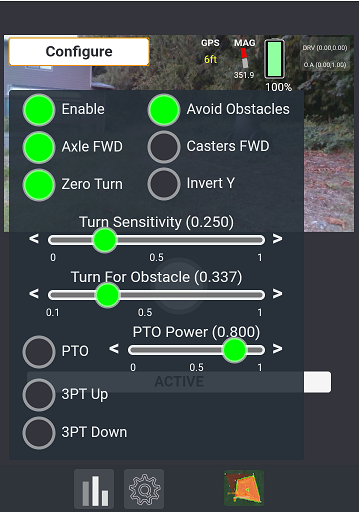 Configure
GPS MAG
6ft
351.9
100%
DRV (0.00,0.00)
O.A (0.00,1.00)
Enable
Avoid Obstacles
Axle FWD
Casters FWD
Zero Turn
Invert Y
Turn Sensitivity (0.250)
< >
0 0.5 1
Turn For Obstacle (0.337)
< >
0.1 0.5 1
PTO Power (0.800)
PTO
< >
0 0.5 1
ACTIVE
3PT Up
3PT Down